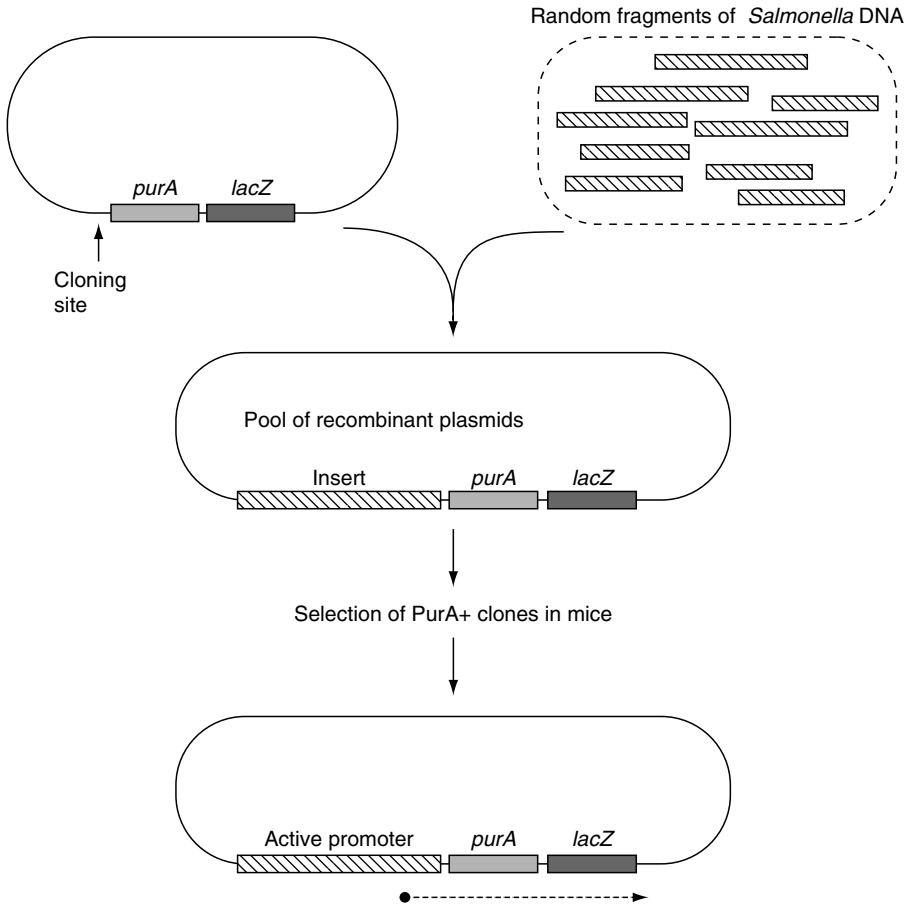 Random fragments of Salmonella DNA
purA lacZ
Cloning
site
Pool of recombinant plasmids
Insert purA lacZ
Selection of PurA+ clones in mice
Active promoter purA lacZ